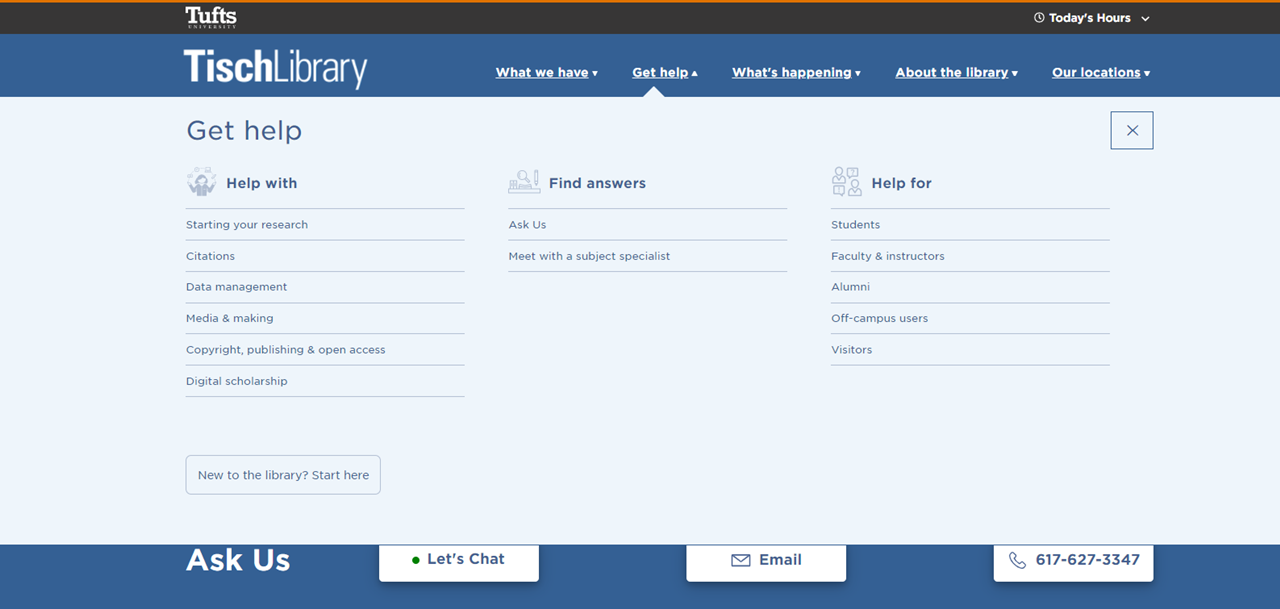 Tufts
UNIVERSITY
Today's Hours
TischLibrary
What we have
Get help
What's happening
About the library
Our locations
Get help
Help with
Starting your research
Citations
Data management
Media & making
Copyright, publishing & open access
Digital scholarship
Find answers
Ask Us
Meet with a subject specialist
Help for
Students
Faculty & instructors
Alumni
Off-campus users
Visitors
New to the library? Start here
Ask Us
Let's Chat
Email
617-627-3347